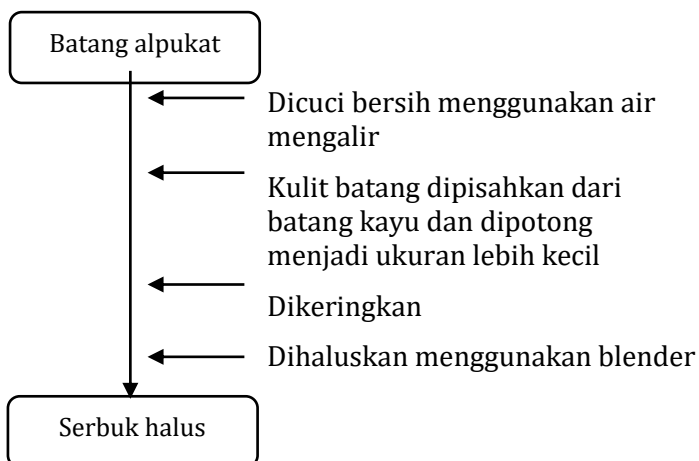 Batang alpukat
Dicuci bersih menggunakan air
mengalir
Kulit batang dipisahkan dari
batang kayu dan dipotong
menjadi ukuran lebih kecil
Dikeringkan
Dihaluskan menggunakan blender
Serbuk halus